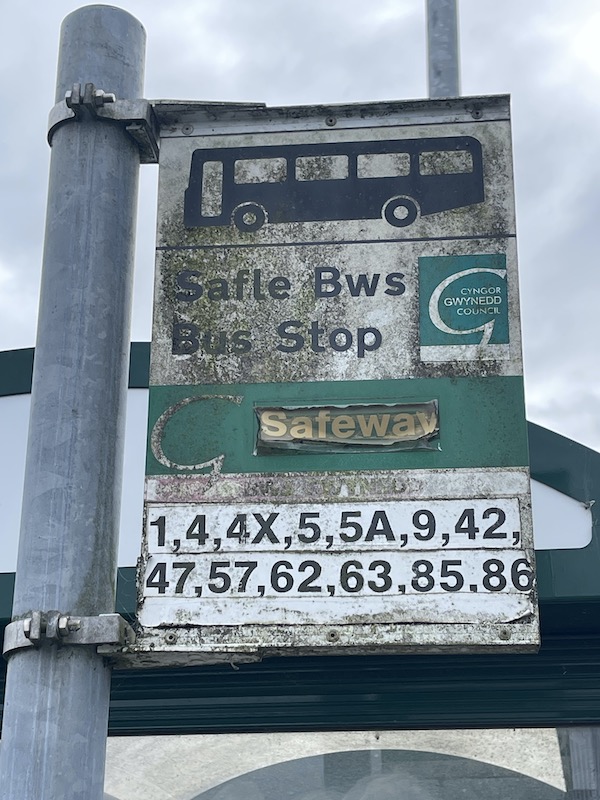 Safle Bws
Bus Stop
CYNGOR
GWYNEDD
COUNCIL
Safeway
1,4,4X,5,5A,9,42,
47,57,62,63,85,86